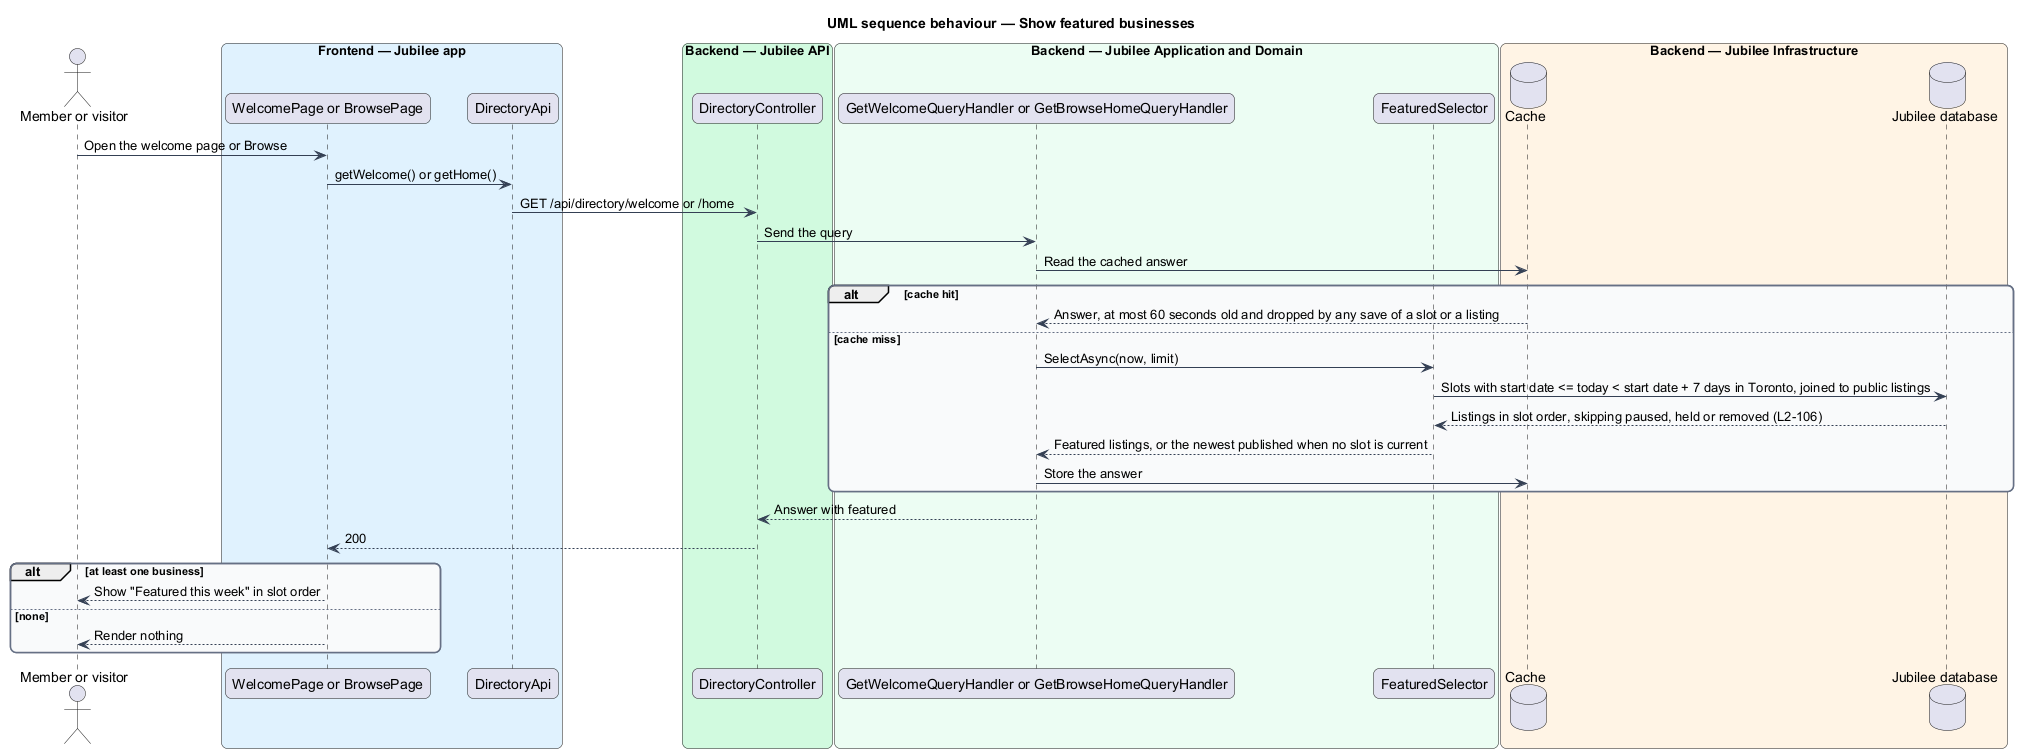 UML sequence behaviour — Show featured businesses
Frontend — Jubilee app
Backend — Jubilee API
Backend — Jubilee Application and Domain
Backend — Jubilee Infrastructure
Member or visitor
WelcomePage or BrowsePage
DirectoryApi
DirectoryController
GetWelcomeQueryHandler or GetBrowseHomeQueryHandler
FeaturedSelector
Cache
Jubilee database
Open the welcome page or Browse
getWelcome() or getHome()
GET /api/directory/welcome or /home
Send the query
Read the cached answer
alt
[cache hit]
Answer, at most 60 seconds old and dropped by any save of a slot or a listing
[cache miss]
SelectAsync(now, limit)
Slots with start date <= today < start date + 7 days in Toronto, joined to public listings
Listings in slot order, skipping paused, held or removed (L2-106)
Featured listings, or the newest published when no slot is current
Store the answer
Answer with featured
200
alt
[at least one business]
Show "Featured this week" in slot order
[none]
Render nothing
Member or visitor
WelcomePage or BrowsePage
DirectoryApi
DirectoryController
GetWelcomeQueryHandler or GetBrowseHomeQueryHandler
FeaturedSelector
Cache
Jubilee database